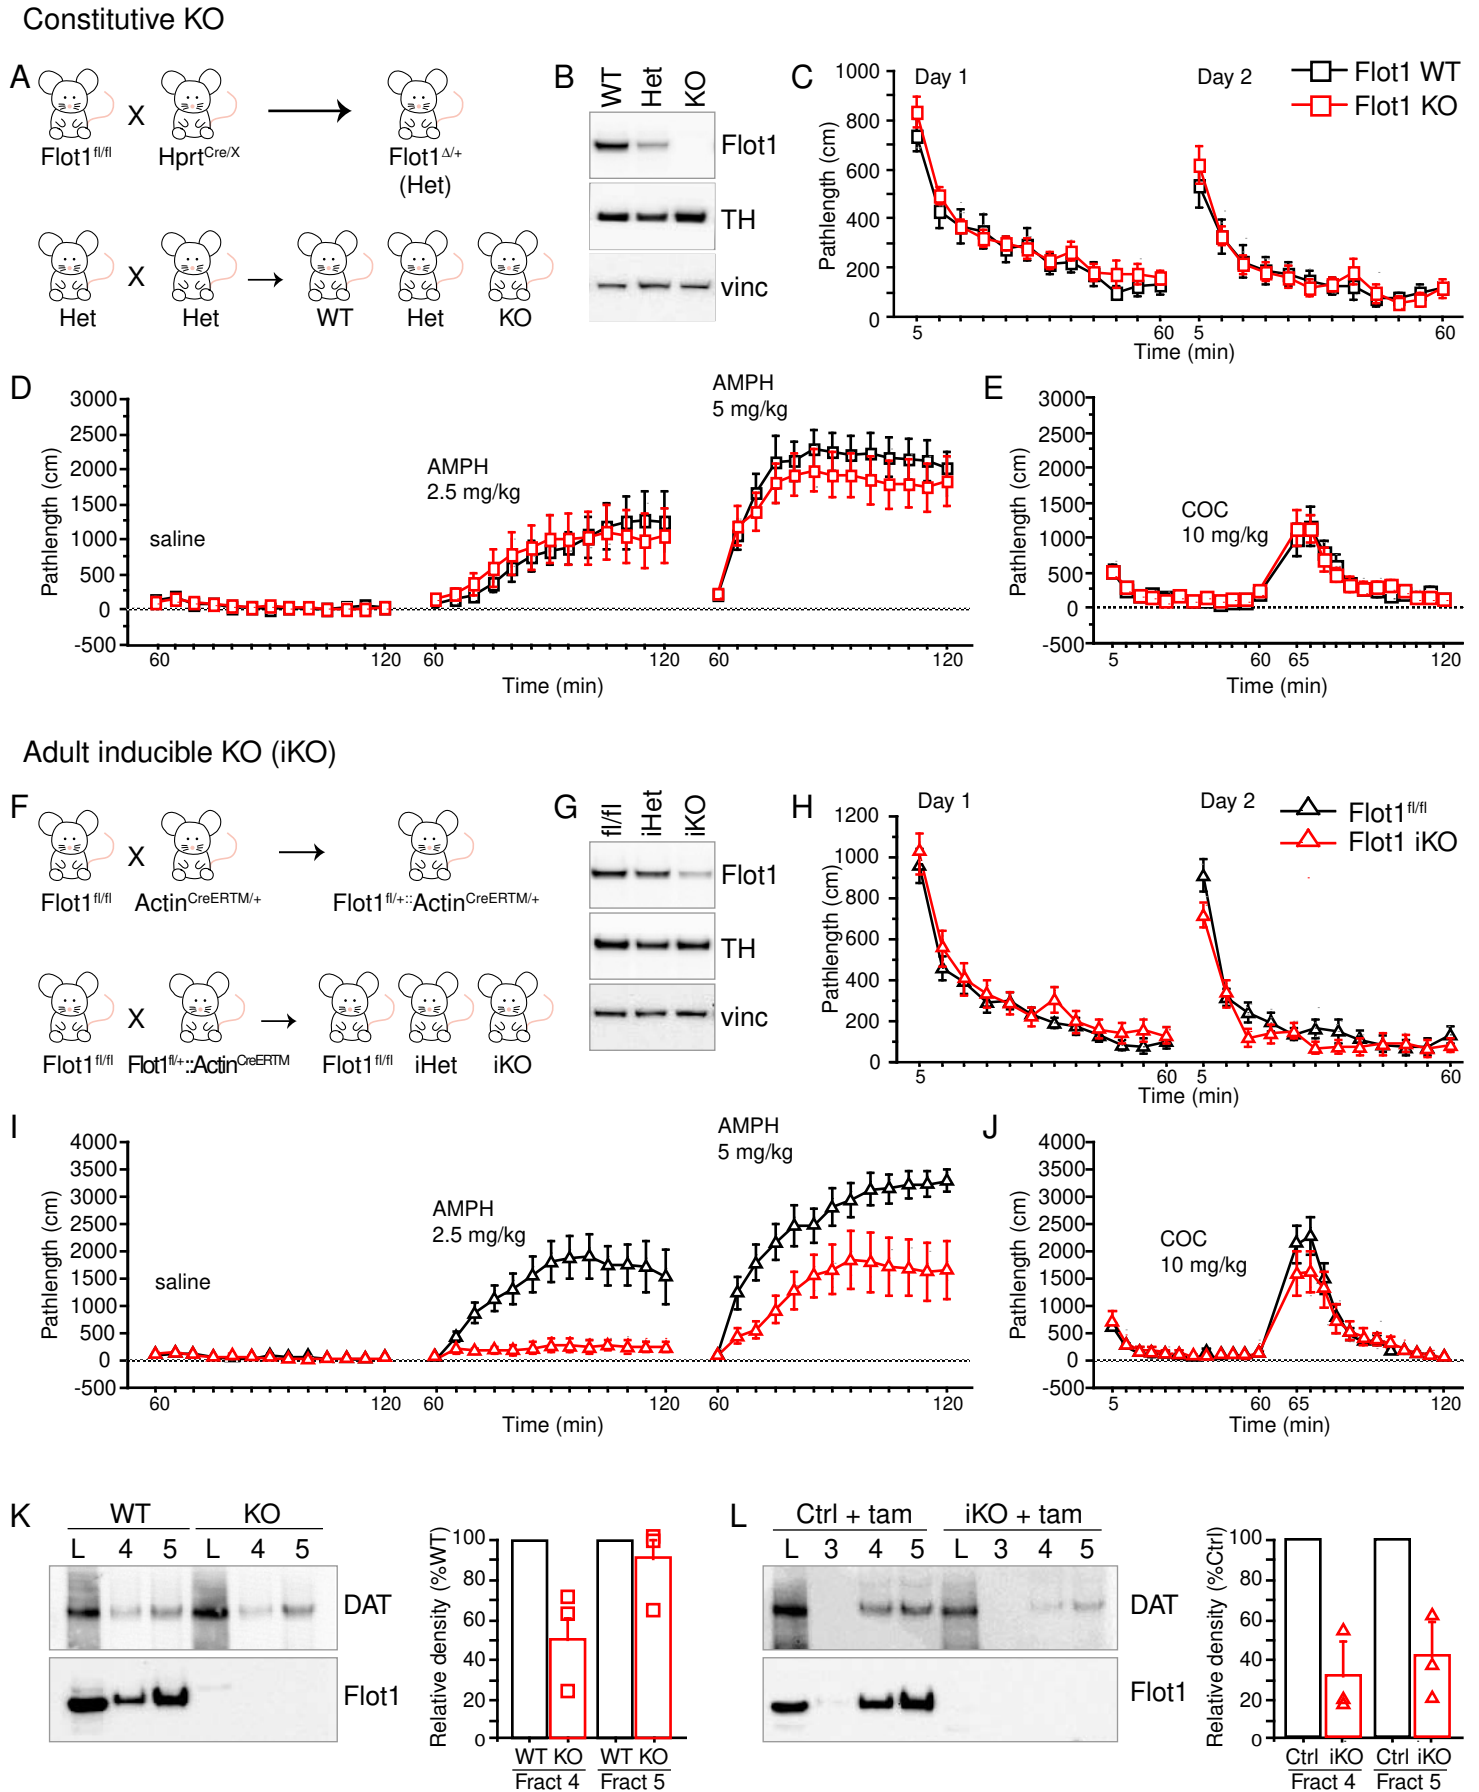 Constitutive KO
A
X
Flot1fl/fl
HprtCre/X
Flot1Δ/+
(Het)
X
Het
Het
WT
Het
KO
B
WT
Het
KO
Flot1
TH
vinc
C
Day 1
Day 2
Flot1 WT
Flot1 KO
Pathlength (cm)
1000
800
600
400
200
0
5
60
5
60
Time (min)
D
Pathlength (cm)
3000
2500
2000
1500
1000
500
0
-500
saline
AMPH
2.5 mg/kg
AMPH
5 mg/kg
60
120
60
120
60
120
Time (min)
E
Pathlength (cm)
3000
2500
2000
1500
1000
500
0
-500
COC
10 mg/kg
5
60
65
120
Time (min)
Adult inducible KO (iKO)
F
X
Flot1fl/fl
ActinCreERTM/+
Flot1fl/+::ActinCreERTM/+
X
Flot1fl/fl
Flot1fl/+::ActinCreERTM
Flot1fl/fl
iHet
iKO
G
fl/fl
iHet
iKO
Flot1
TH
vinc
H
Day 1
Day 2
Flot1fl/fl
Flot1 iKO
Pathlength (cm)
1200
1000
800
600
400
200
0
5
60
5
60
Time (min)
I
Pathlength (cm)
4000
3500
3000
2500
2000
1500
1000
500
0
-500
saline
AMPH
2.5 mg/kg
AMPH
5 mg/kg
60
120
60
120
60
120
Time (min)
J
Pathlength (cm)
4000
3500
3000
2500
2000
1500
1000
500
0
-500
COC
10 mg/kg
5
60
65
120
Time (min)
K
WT
KO
L 4 5 L 4 5
DAT
Flot1
Relative density (%WT)
100
80
60
40
20
0
WT KO WT KO
Fract 4 Fract 5
L
Ctrl + tam
iKO + tam
L 3 4 5 L 3 4 5
DAT
Flot1
Relative density (%Ctrl)
100
80
60
40
20
0
Ctrl iKO Ctrl iKO
Fract 4 Fract 5